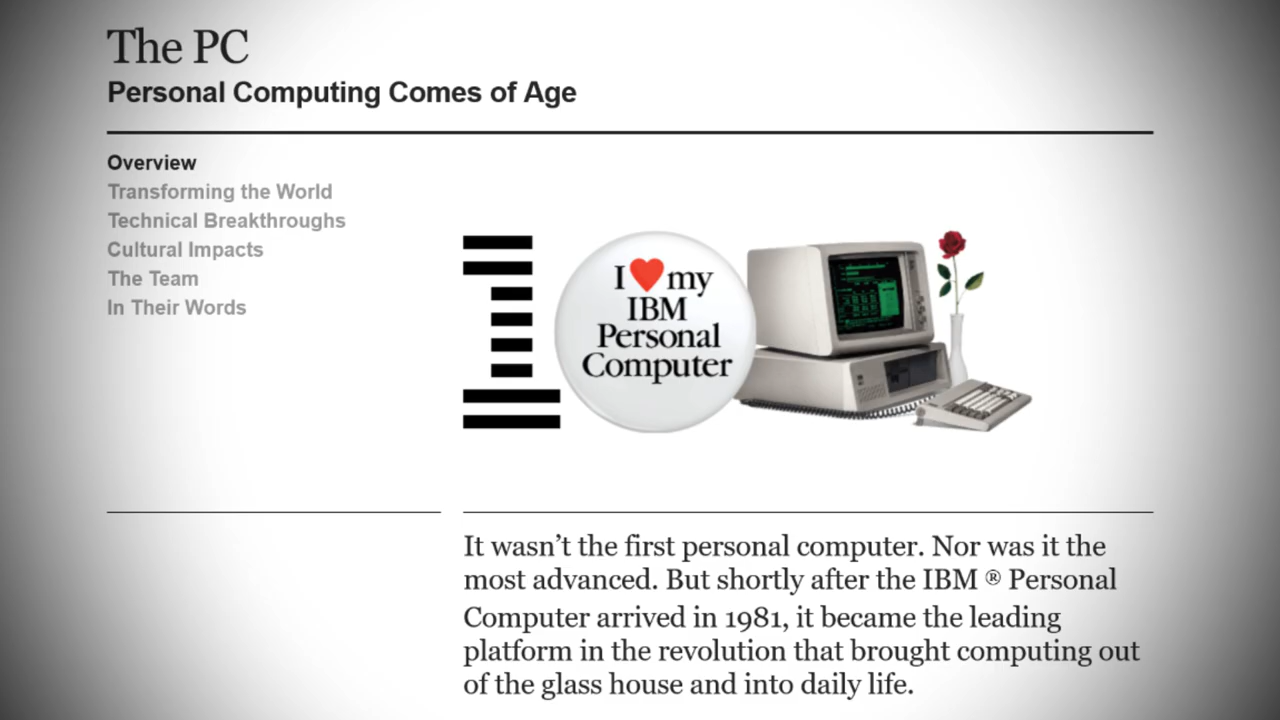 The PC
Personal Computing Comes of Age
Overview
Transforming the World
Technical Breakthroughs
Cultural Impacts
The Team
In Their Words
I
I ❤ my
IBM
Personal
Computer
It wasn’t the first personal computer. Nor was it the
most advanced. But shortly after the IBM ® Personal
Computer arrived in 1981, it became the leading
platform in the revolution that brought computing out
of the glass house and into daily life.